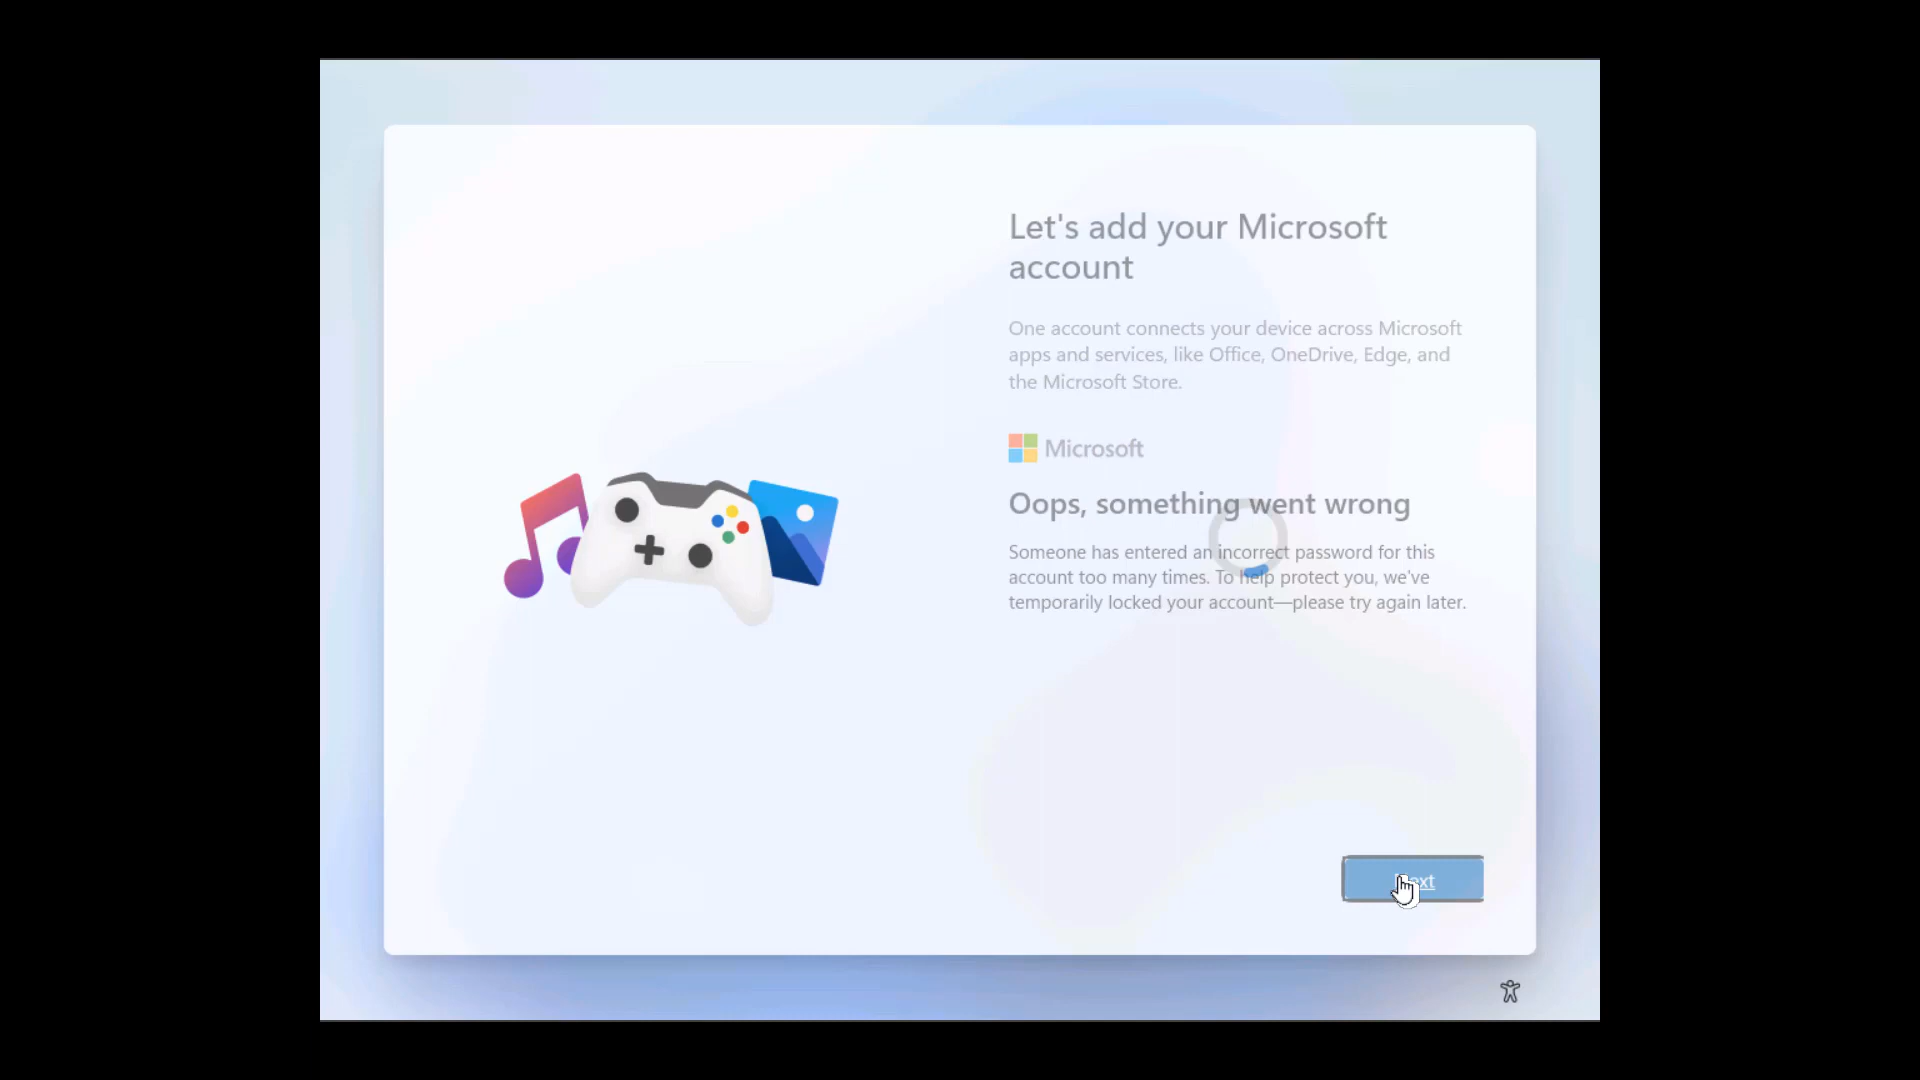 Let's add your Microsoft
account
One account connects your device across Microsoft
apps and services, like Office, OneDrive, Edge, and
the Microsoft Store.
Microsoft
Oops, something went wrong
Someone has entered an incorrect password for this
account too many times. To help protect you, we've
temporarily locked your account—please try again later.
Next